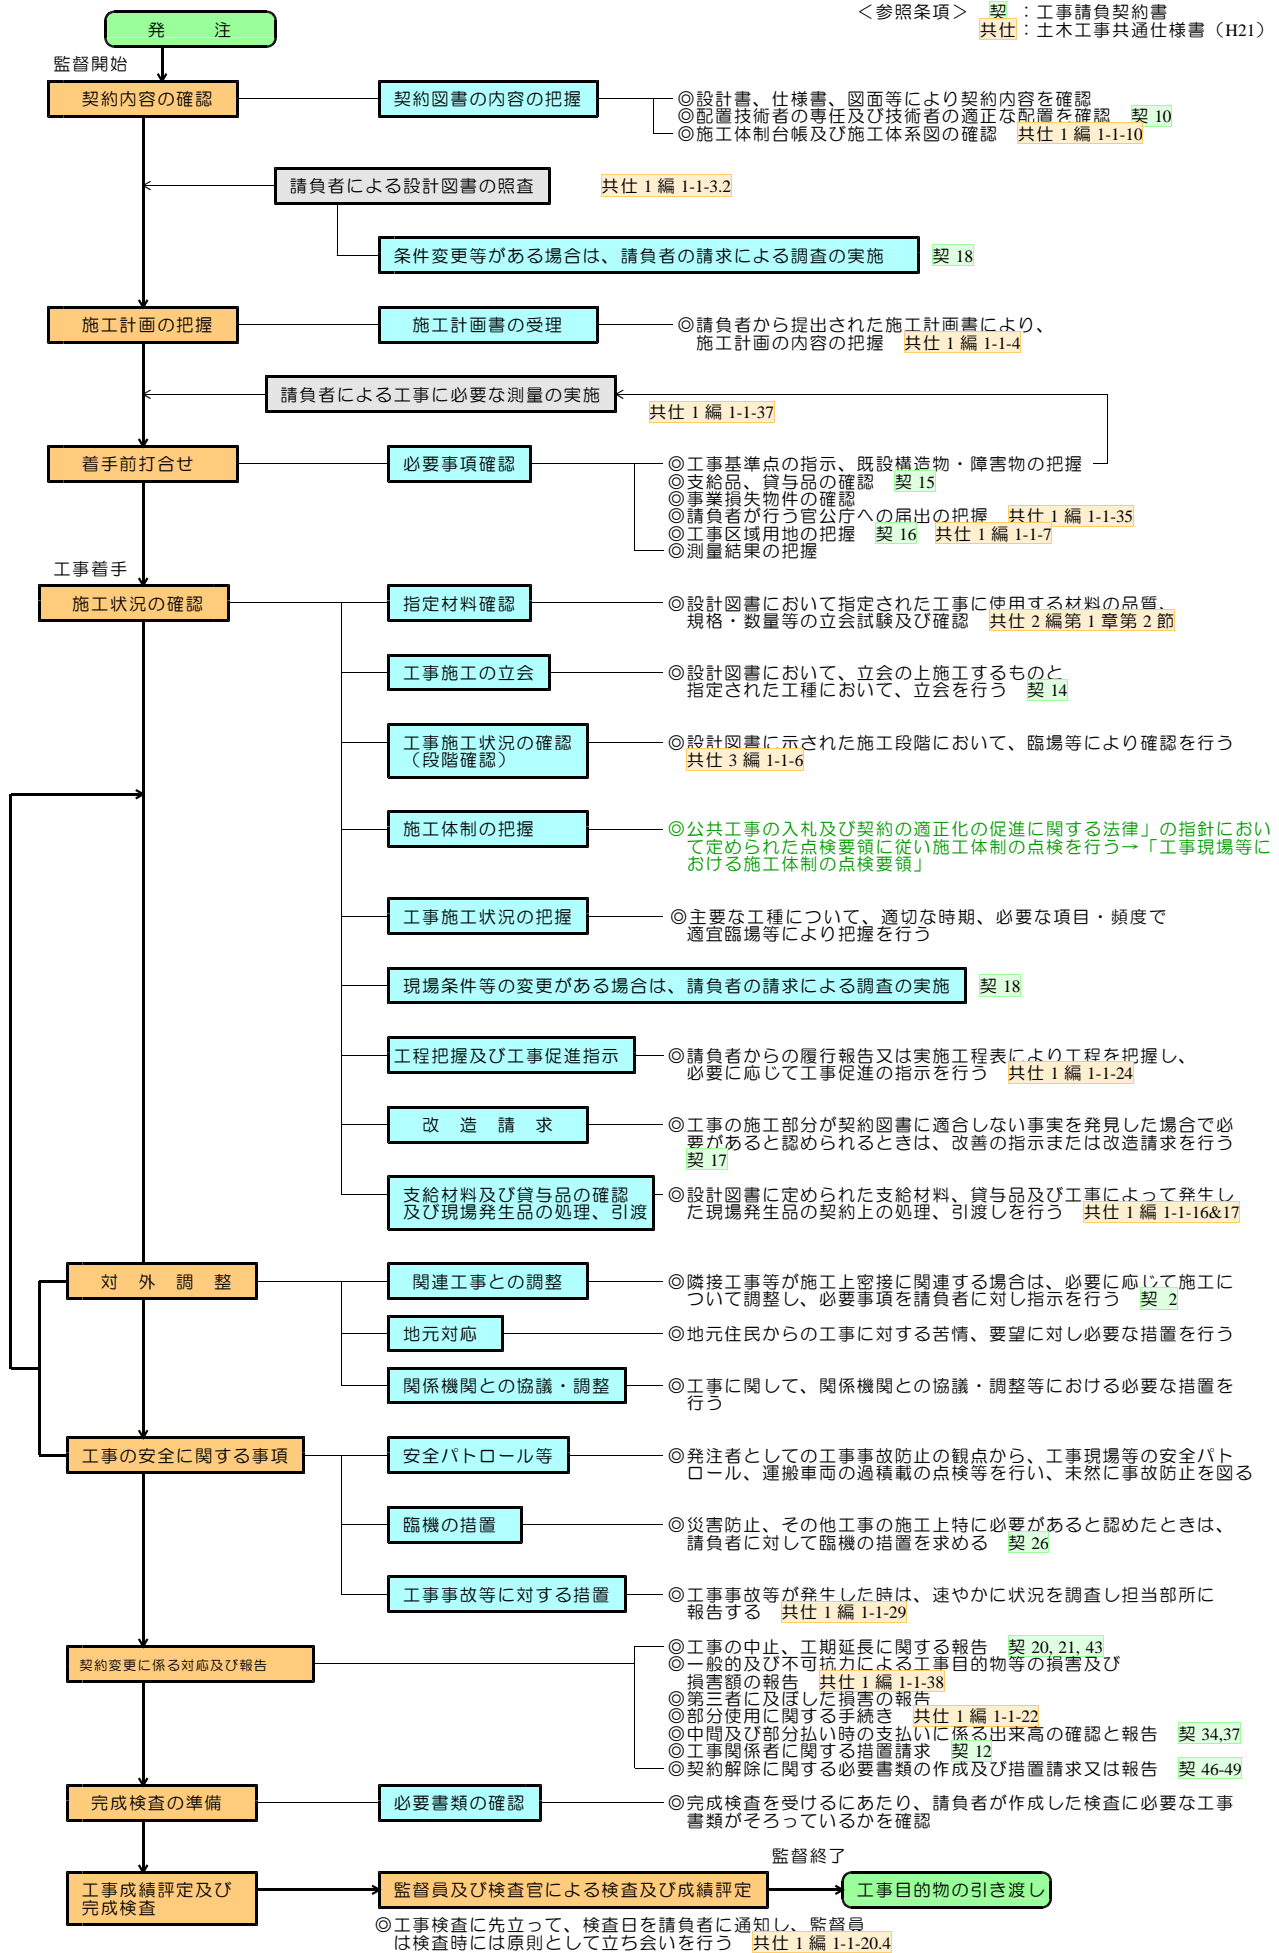 ＜参照条項＞　契　：工事請負契約書
共仕：土木工事共通仕様書（H21）
発　　注
監督開始
契約内容の確認
契約図書の内容の把握
◎設計書、仕様書、図面等により契約内容を確認
◎配置技術者の専任及び技術者の適正な配置を確認　契 10
◎施工体制台帳及び施工体系図の確認　共仕 1 編 1-1-10
請負者による設計図書の照査
共仕 1 編 1-1-3.2
条件変更等がある場合は、請負者の請求による調査の実施
契 18
施工計画の把握
施工計画書の受理
◎請負者から提出された施工計画書により、
施工計画の内容の把握　共仕 1 編 1-1-4
請負者による工事に必要な測量の実施
共仕 1 編 1-1-37
着手前打合せ
必要事項確認
◎工事基準点の指示、既設構造物・障害物の把握
◎支給品、貸与品の確認　契 15
◎事業損失物件の確認
◎請負者が行う官公庁への届出の把握　共仕 1 編 1-1-35
◎工事区域用地の把握　契 16　共仕 1 編 1-1-7
◎測量結果の把握
工事着手
施工状況の確認
指定材料確認
◎設計図書において指定された工事に使用する材料の品質、
規格・数量等の立会試験及び確認　共仕 2 編第 1 章第 2 節
工事施工の立会
◎設計図書において、立会の上施工するものと
指定された工種において、立会を行う　契 14
工事施工状況の確認
（段階確認）
◎設計図書に示された施工段階において、臨場等により確認を行う
共仕 3 編 1-1-6
施工体制の把握
◎公共工事の入札及び契約の適正化の促進に関する法律」の指針におい
て定められた点検要領に従い施工体制の点検を行う→「工事現場等に
おける施工体制の点検要領」
工事施工状況の把握
◎主要な工種について、適切な時期、必要な項目・頻度で
適宜臨場等により把握を行う
現場条件等の変更がある場合は、請負者の請求による調査の実施
契 18
工程把握及び工事促進指示
◎請負者からの履行報告又は実施工程表により工程を把握し、
必要に応じて工事促進の指示を行う　共仕 1 編 1-1-24
改　造　請　求
◎工事の施工部分が契約図書に適合しない事実を発見した場合で必
要があると認められるときは、改善の指示または改造請求を行う
契 17
支給材料及び貸与品の確認
及び現場発生品の処理、引渡
◎設計図書に定められた支給材料、貸与品及び工事によって発生し
た現場発生品の契約上の処理、引渡しを行う　共仕 1 編 1-1-16&17
対　外　調　整
関連工事との調整
◎隣接工事等が施工上密接に関連する場合は、必要に応じて施工に
ついて調整し、必要事項を請負者に対し指示を行う　契 2
地元対応
◎地元住民からの工事に対する苦情、要望に対し必要な措置を行う
関係機関との協議・調整
◎工事に関して、関係機関との協議・調整等における必要な措置を
行う
工事の安全に関する事項
安全パトロール等
◎発注者としての工事事故防止の観点から、工事現場等の安全パト
ロール、運搬車両の過積載の点検等を行い、未然に事故防止を図る
臨機の措置
◎災害防止、その他工事の施工上特に必要があると認めたときは、
請負者に対して臨機の措置を求める　契 26
工事事故等に対する措置
◎工事事故等が発生した時は、速やかに状況を調査し担当部所に
報告する　共仕 1 編 1-1-29
契約変更に係る対応及び報告
◎工事の中止、工期延長に関する報告　契 20, 21, 43
◎一般的及び不可抗力による工事目的物等の損害及び
損害額の報告　共仕 1 編 1-1-38
◎第三者に及ぼした損害の報告
◎部分使用に関する手続き　共仕 1 編 1-1-22
◎中間及び部分払い時の支払いに係る出来高の確認と報告　契 34,37
◎工事関係者に関する措置請求　契 12
◎契約解除に関する必要書類の作成及び措置請求又は報告　契 46-49
完成検査の準備
必要書類の確認
◎完成検査を受けるにあたり、請負者が作成した検査に必要な工事
書類がそろっているかを確認
監督終了
工事成績評定及び
完成検査
監督員及び検査官による検査及び成績評定
工事目的物の引き渡し
◎工事検査に先立って、検査日を請負者に通知し、監督員
は検査時には原則として立ち会いを行う　共仕 1 編 1-1-20.4